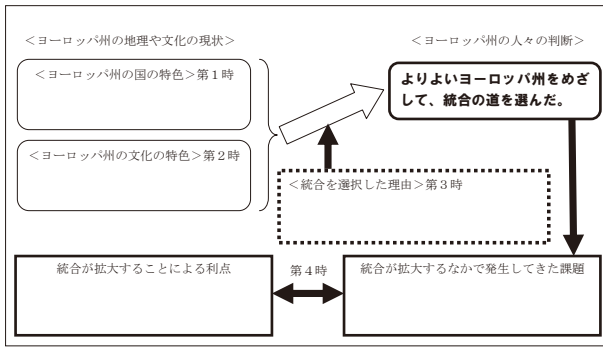 ＜ヨーロッパ州の地理や文化の現状＞
＜ヨーロッパ州の人々の判断＞
＜ヨーロッパ州の国の特色＞第１時
よりよいヨーロッパ州をめざ
して、統合の道を選んだ。
＜ヨーロッパ州の文化の特色＞第２時
＜統合を選択した理由＞第３時
統合が拡大することによる利点
第４時
統合が拡大するなかで発生してきた課題